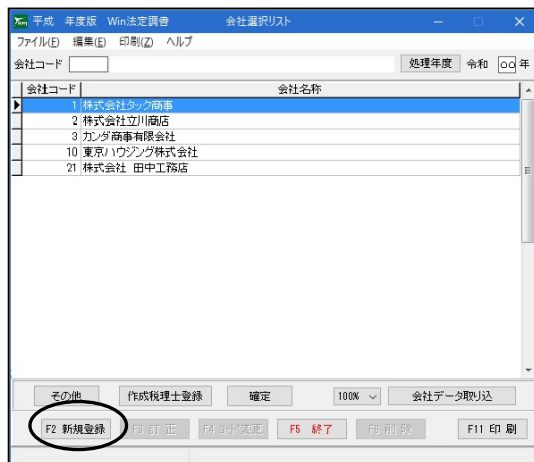 平成 年度版 Win法定調書 会社選択リスト
ファイル(F) 編集(E) 印刷(Z) ヘルプ
会社コード 処理年度 令和 ○○ 年
会社コード 会社名称
1 株式会社タック商事
2 株式会社立川商店
3 カンダ商事有限会社
10 東京ハウジング株式会社
21 株式会社 田中工務店
その他 作成税理士登録 確定 100% 会社データ取り込
F2 新規登録 F3 訂 正 F4 コード変更 F5 終了 F6 削 除 F11 印 刷